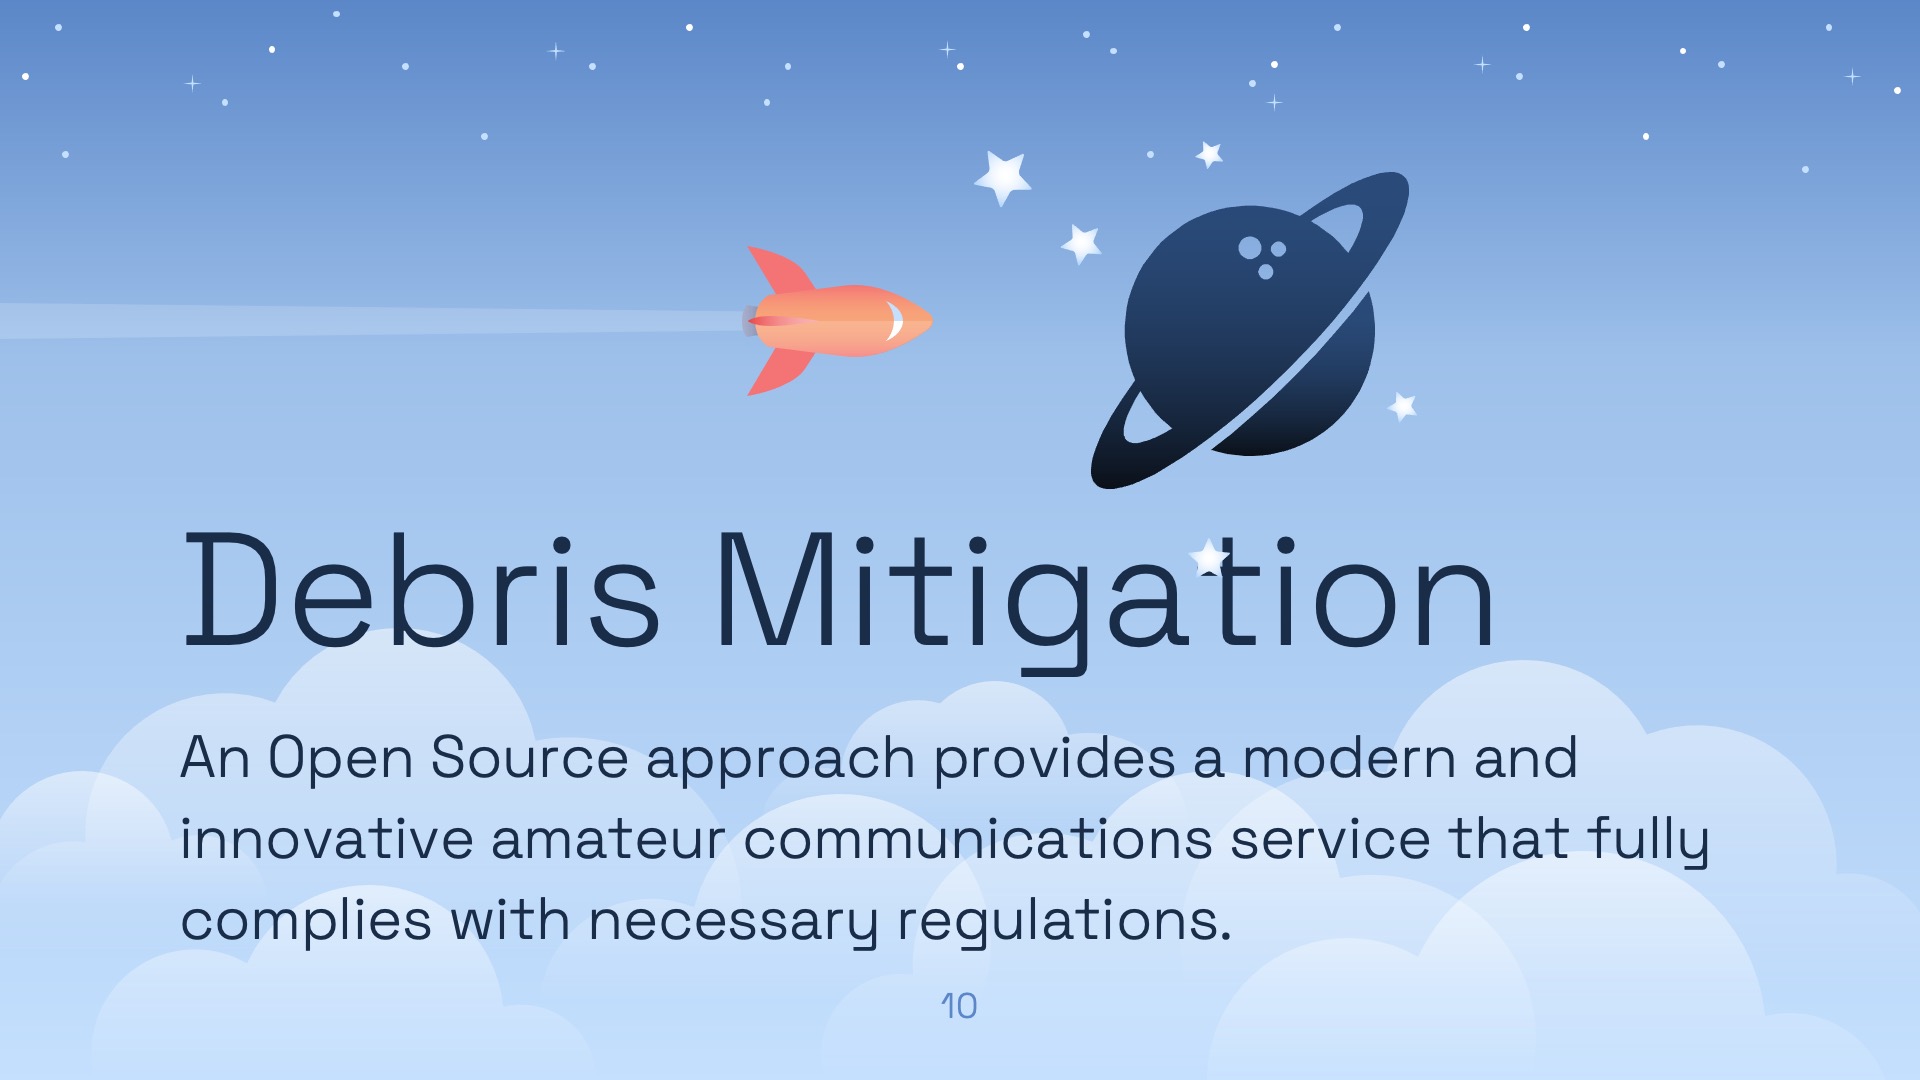 Debris Mitigation
An Open Source approach provides a modern and
innovative amateur communications service that fully
complies with necessary regulations.
10